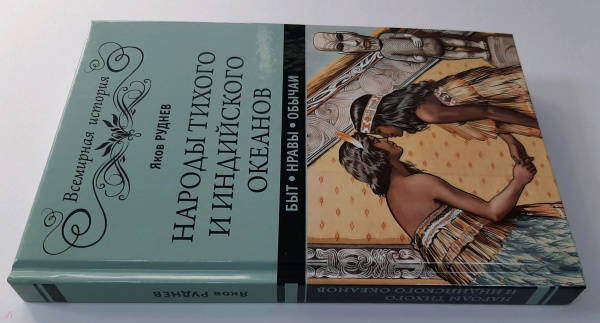 Всемирная история
Яков РУДНЕВ
НАРОДЫ ТИХОГО
И ИНДИЙСКОГО
ОКЕАНОВ
БЫТ • НРАВЫ • ОБЫЧАИ
Яков РУДНЕВ
НАРОДЫ ТИХОГО
И ИНДИЙСКОГО ОКЕАНОВ